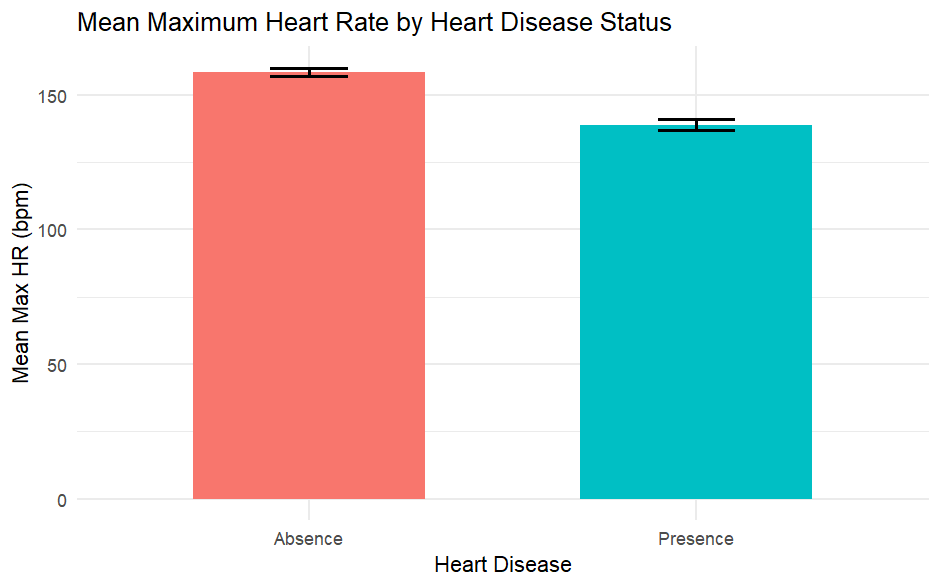 Mean Maximum Heart Rate by Heart Disease Status
Mean Max HR (bpm)
150
100
50
0
Absence
Presence
Heart Disease